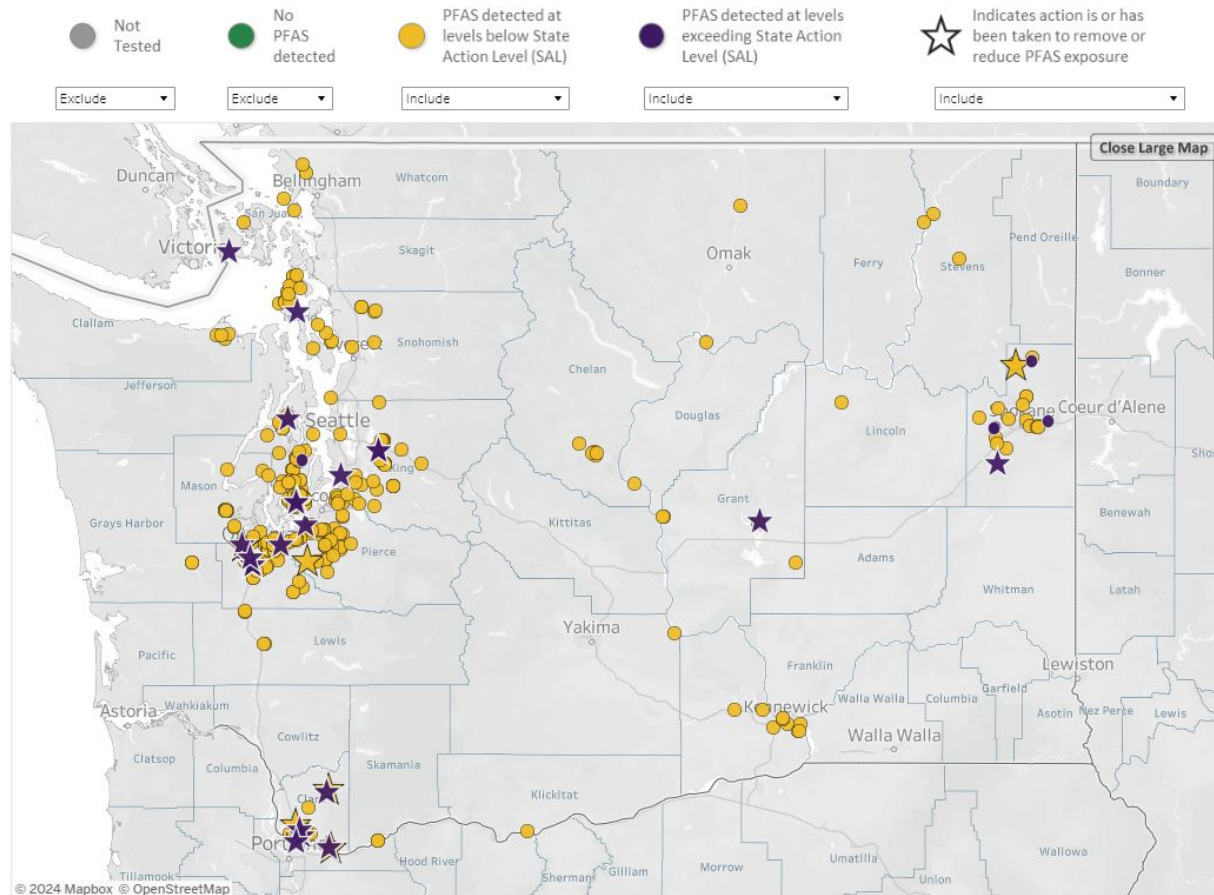 Not
Tested
No
PFAS
detected
PFAS detected at
levels below State
Action Level (SAL)
PFAS detected at levels
exceeding State Action
Level (SAL)
Indicates action is or has
been taken to remove or
reduce PFAS exposure
Exclude
Exclude
Include
Include
Include
Close Large Map
Duncan
Bellingham
Whatcom
Boundary
San Juan
Pend Oreille
Skagit
Omak
Ferry
Stevens
Bonner
Clallam
Snohomish
Chelan
Jefferson
Douglas
Lincoln
Coeur d'Alene
Seattle
King
Mason
Grant
Kittitas
Grays Harbor
Benewah
Pierce
Adams
Whitman
Latah
Lewis
Yakima
Pacific
Franklin
Lewiston
Garfield
Astoria
Wahkiakum
Kennewick
Walla Walla
Columbia
Asotin
Nez Perce
Lewis
Cowlitz
Walla Walla
Clatsop
Columbia
Skamania
Klickitat
Hood River
Sherman
Gilliam
Morrow
Umatilla
Union
Wallowa
Tillamook
© 2024 Mapbox © OpenStreetMap